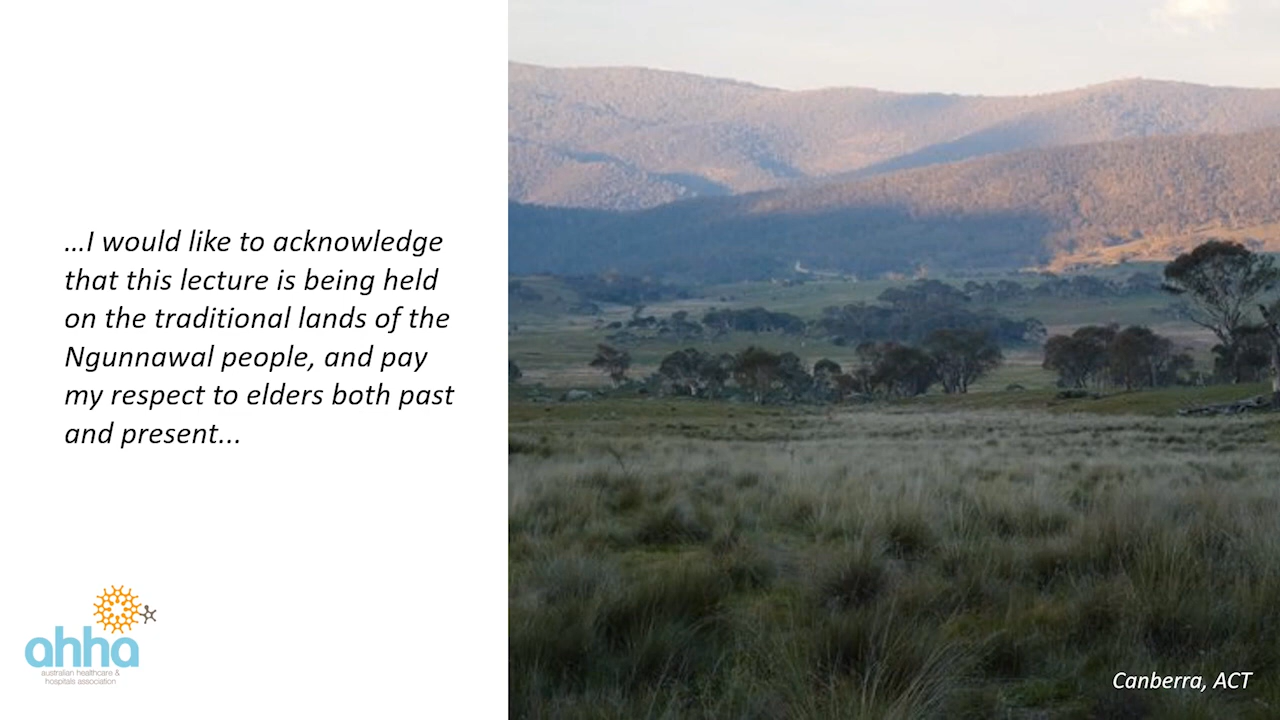 ...I would like to acknowledge
that this lecture is being held
on the traditional lands of the
Ngunnawal people, and pay
my respect to elders both past
and present...
ahha
australian healthcare &
hospitals association
Canberra, ACT